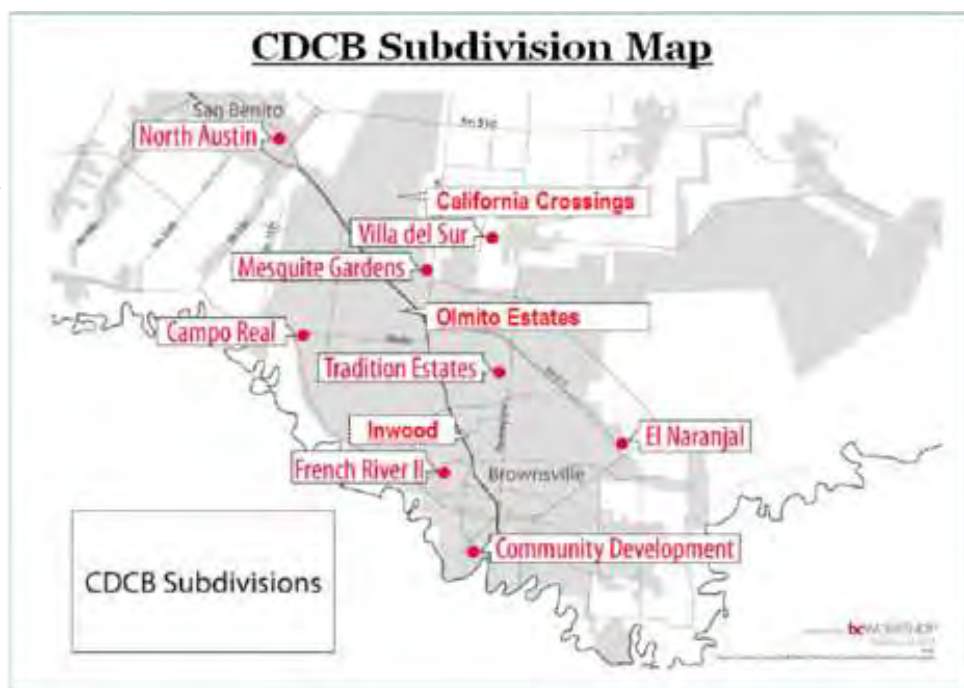 CDCB Subdivision Map
San Benito
North Austin
California Crossings
Villa del Sur
Mesquite Gardens
Olmito Estates
Campo Real
Tradition Estates
Inwood
El Naranjal
French River II
Brownsville
Community Development
CDCB Subdivisions
bcWORKSHOP